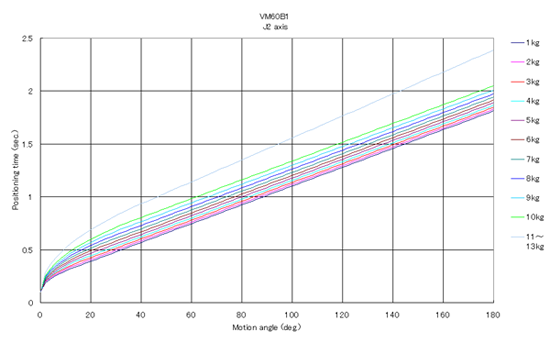 VM60B1
J2 axis
Positioning time (sec.)
2.5
2
1.5
1
0.5
0
0 20 40 60 80 100 120 140 160 180
Motion angle (deg.)
1kg
2kg
3kg
4kg
5kg
6kg
7kg
8kg
9kg
10kg
11～
13kg